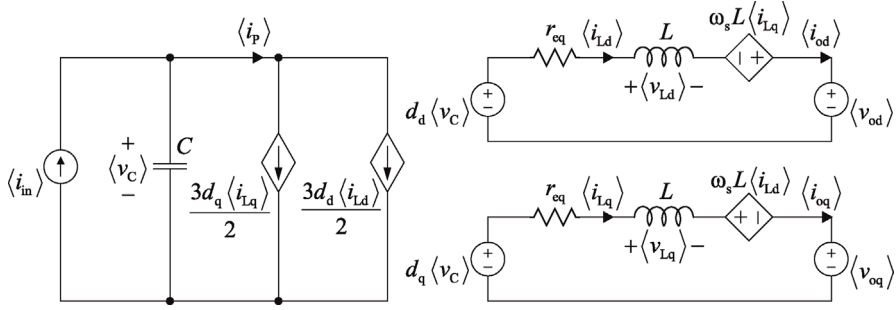 ⟨i_P⟩
⟨i_in⟩
+
⟨v_C⟩
−
C
3d_q⟨i_Lq⟩
2
3d_d⟨i_Ld⟩
2
r_eq ⟨i_Ld⟩ L ω_s L⟨i_Lq⟩ ⟨i_od⟩
− +
+⟨v_Ld⟩−
d_d⟨v_C⟩ + − + − ⟨v_od⟩
r_eq ⟨i_Lq⟩ L ω_s L⟨i_Ld⟩ ⟨i_oq⟩
+ −
+⟨v_Lq⟩−
d_q⟨v_C⟩ + − + − ⟨v_oq⟩